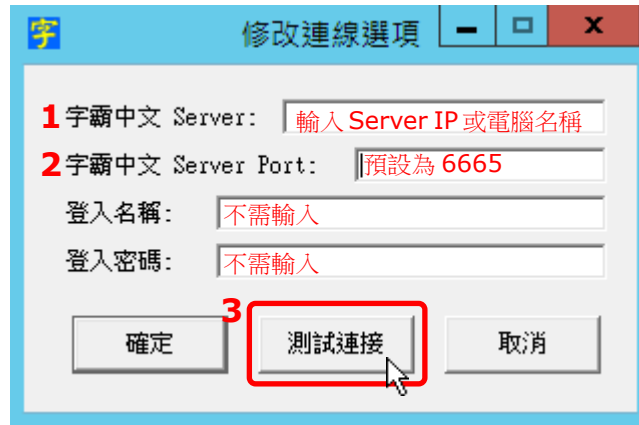 字 修改連線選項
1 字霸中文 Server: 輸入 Server IP 或電腦名稱
2 字霸中文 Server Port: 預設為 6665
登入名稱: 不需輸入
登入密碼: 不需輸入
3
確定 測試連接 取消